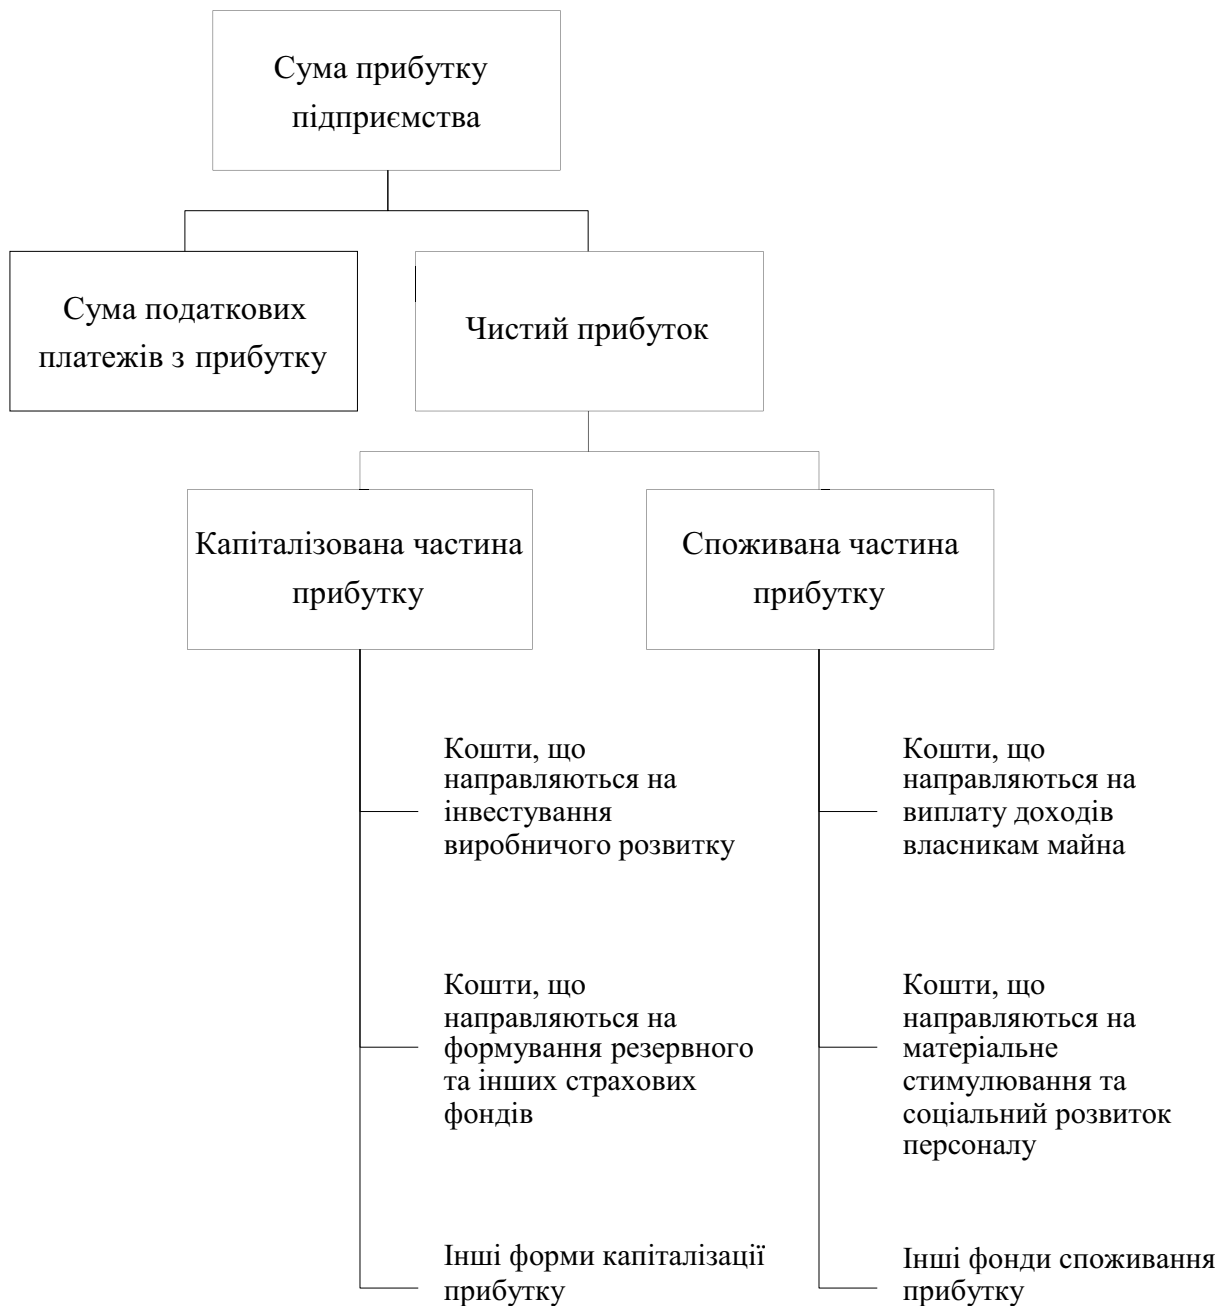 Сума прибутку
підприємства
Сума податкових
платежів з прибутку
Чистий прибуток
Капіталізована частина
прибутку
Споживана частина
прибутку
Кошти, що
направляються на
інвестування
виробничого розвитку
Кошти, що
направляються на
виплату доходів
власникам майна
Кошти, що
направляються на
формування резервного
та інших страхових
фондів
Кошти, що
направляються на
матеріальне
стимулювання та
соціальний розвиток
персоналу
Інші форми капіталізації
прибутку
Інші фонди споживання
прибутку